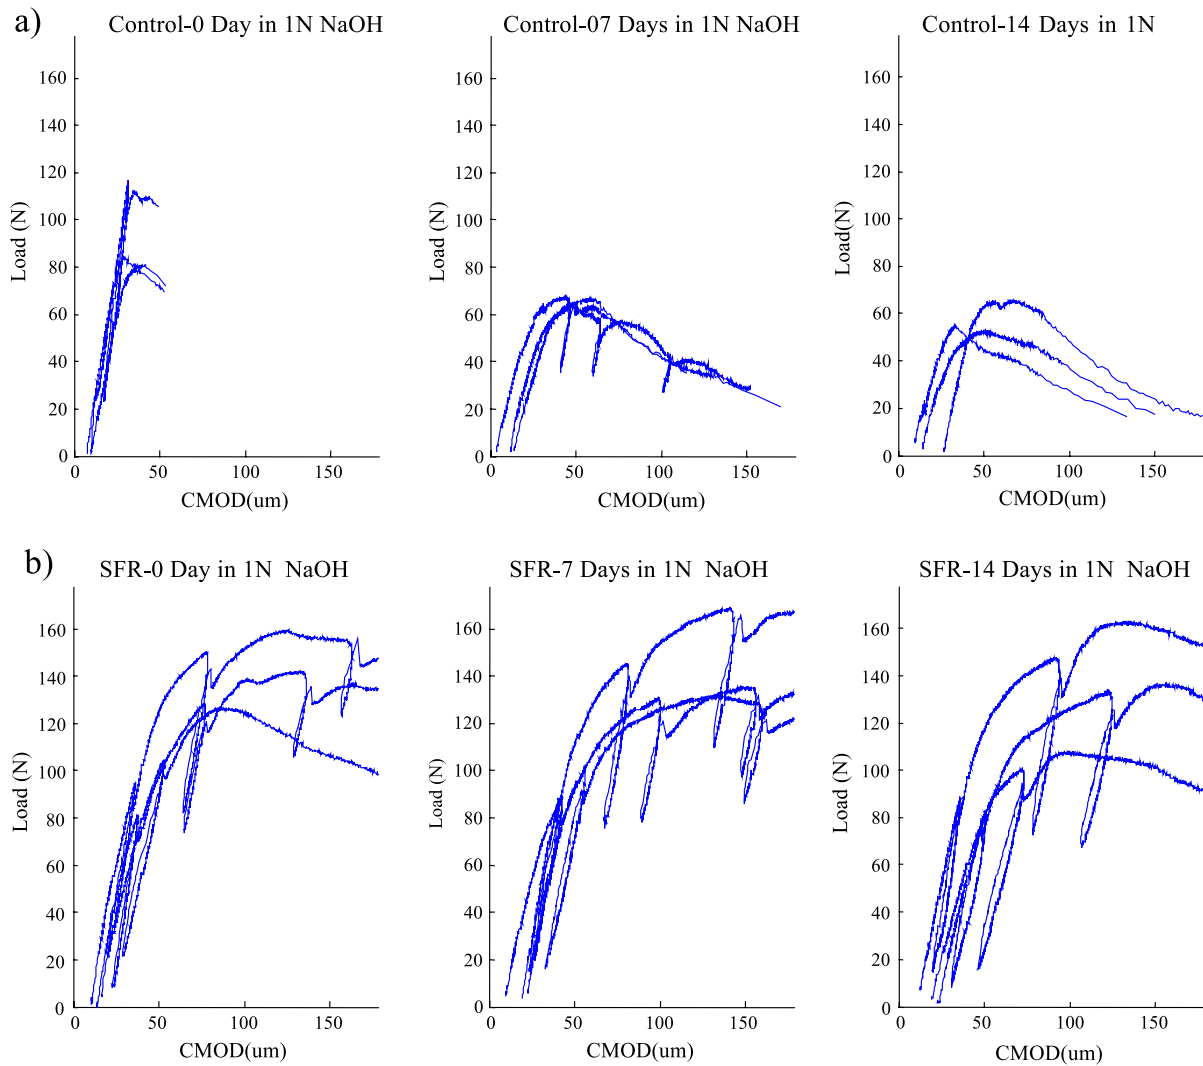 a)
Control-0 Day in 1N NaOH
Control-07 Days in 1N NaOH
Control-14 Days in 1N
160
140
120
100
80
60
40
20
0
Load (N)
0 50 100 150
CMOD(um)
160
140
120
100
80
60
40
20
0
Load (N)
0 50 100 150
CMOD(um)
160
140
120
100
80
60
40
20
0
Load(N)
0 50 100 150
CMOD(um)
b)
SFR-0 Day in 1N NaOH
SFR-7 Days in 1N NaOH
SFR-14 Days in 1N NaOH
160
140
120
100
80
60
40
20
0
Load (N)
0 50 100 150
CMOD(um)
160
140
120
100
80
60
40
20
0
Load (N)
0 50 100 150
CMOD(um)
160
140
120
100
80
60
40
20
0
Load (N)
0 50 100 150
CMOD(um)